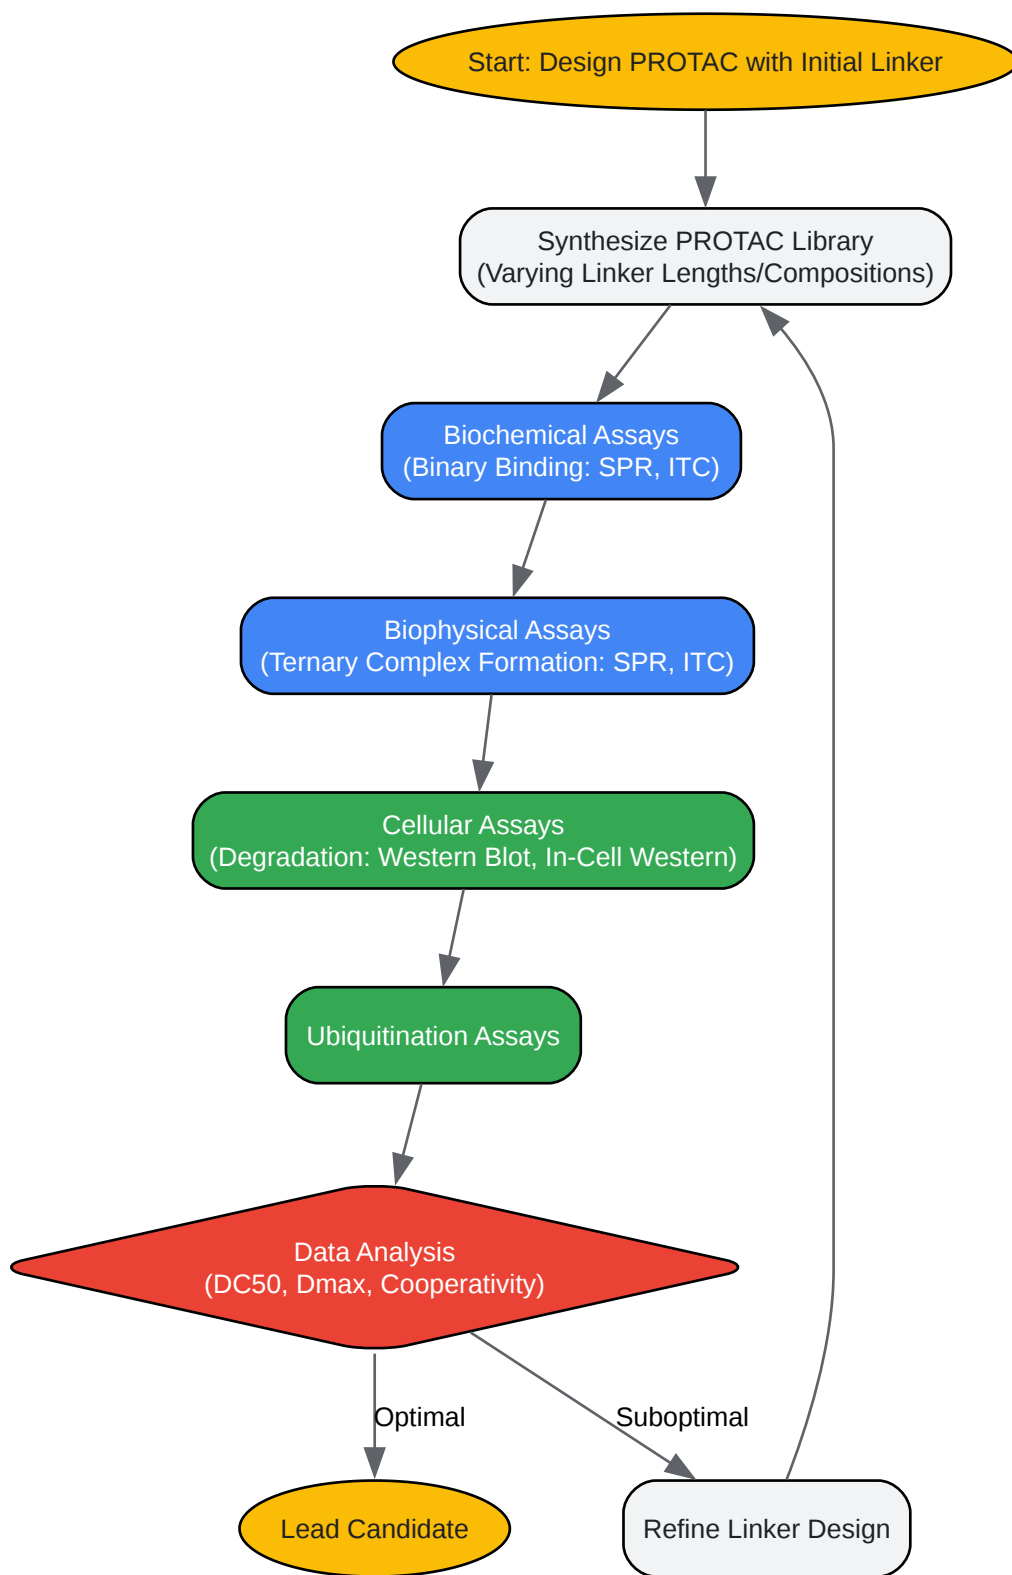 Start: Design PROTAC with Initial Linker
Synthesize PROTAC Library
(Varying Linker Lengths/Compositions)
Biochemical Assays
(Binary Binding: SPR, ITC)
Biophysical Assays
(Ternary Complex Formation: SPR, ITC)
Cellular Assays
(Degradation: Western Blot, In-Cell Western)
Ubiquitination Assays
Data Analysis
(DC50, Dmax, Cooperativity)
Optimal
Suboptimal
Lead Candidate
Refine Linker Design